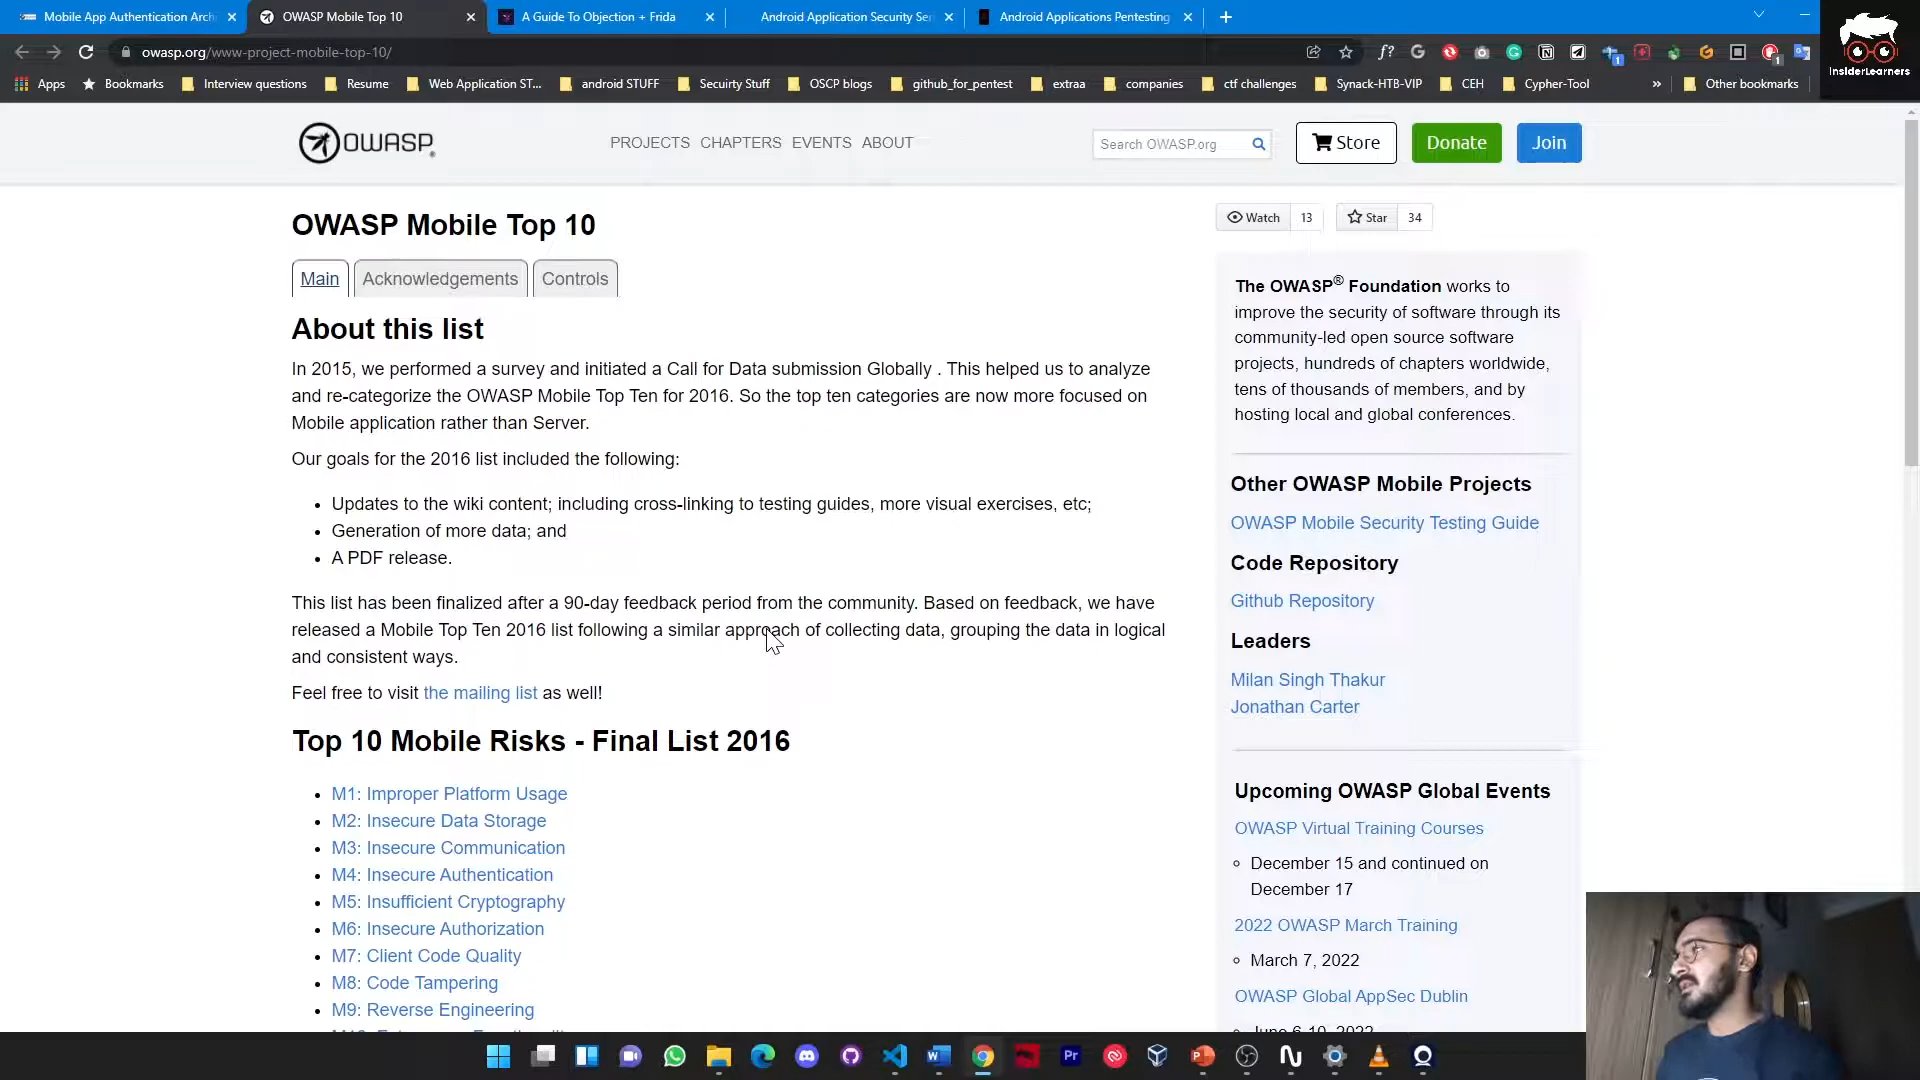 Mobile App Authentication Arch
OWASP Mobile Top 10
A Guide To Objection + Frida
Android Application Security Ser
Android Applications Pentesting
owasp.org/www-project-mobile-top-10/
Apps
Bookmarks
Interview questions
Resume
Web Application ST...
android STUFF
Secuirty Stuff
OSCP blogs
github_for_pentest
extraa
companies
ctf challenges
Synack-HTB-VIP
CEH
Cypher-Tool
»
Other bookmarks
InsiderLearners
OWASP
PROJECTS CHAPTERS EVENTS ABOUT
Search OWASP.org
Store
Donate
Join
OWASP Mobile Top 10
Watch 13
Star 34
Main
Acknowledgements
Controls
About this list
In 2015, we performed a survey and initiated a Call for Data submission Globally . This helped us to analyze
and re-categorize the OWASP Mobile Top Ten for 2016. So the top ten categories are now more focused on
Mobile application rather than Server.
Our goals for the 2016 list included the following:
• Updates to the wiki content; including cross-linking to testing guides, more visual exercises, etc;
• Generation of more data; and
• A PDF release.
This list has been finalized after a 90-day feedback period from the community. Based on feedback, we have
released a Mobile Top Ten 2016 list following a similar approach of collecting data, grouping the data in logical
and consistent ways.
Feel free to visit the mailing list as well!
Top 10 Mobile Risks - Final List 2016
• M1: Improper Platform Usage
• M2: Insecure Data Storage
• M3: Insecure Communication
• M4: Insecure Authentication
• M5: Insufficient Cryptography
• M6: Insecure Authorization
• M7: Client Code Quality
• M8: Code Tampering
• M9: Reverse Engineering
The OWASP® Foundation works to
improve the security of software through its
community-led open source software
projects, hundreds of chapters worldwide,
tens of thousands of members, and by
hosting local and global conferences.
Other OWASP Mobile Projects
OWASP Mobile Security Testing Guide
Code Repository
Github Repository
Leaders
Milan Singh Thakur
Jonathan Carter
Upcoming OWASP Global Events
OWASP Virtual Training Courses
December 15 and continued on
December 17
2022 OWASP March Training
March 7, 2022
OWASP Global AppSec Dublin